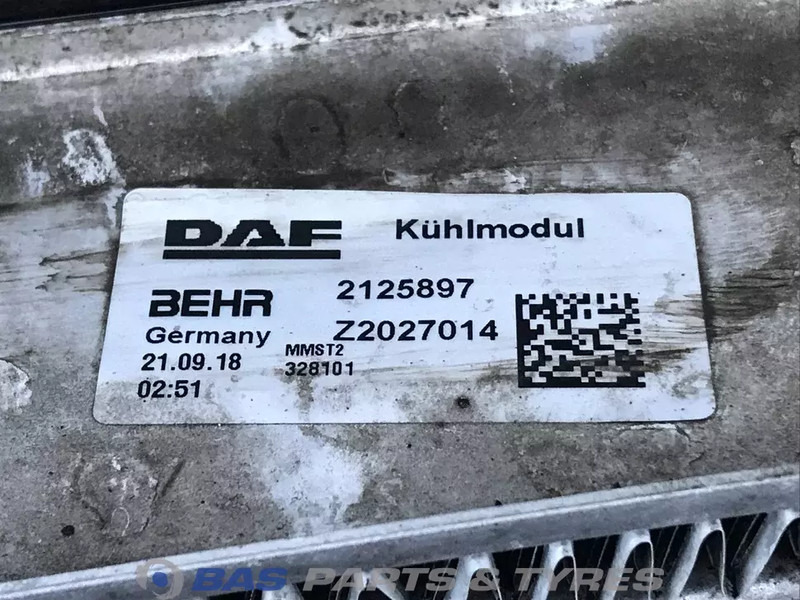 DAF Kühlmodul
BEHR 2125897
Germany Z2027014
21.09.18 MMST2
02:51 328101
BAS PARTS & TYRES